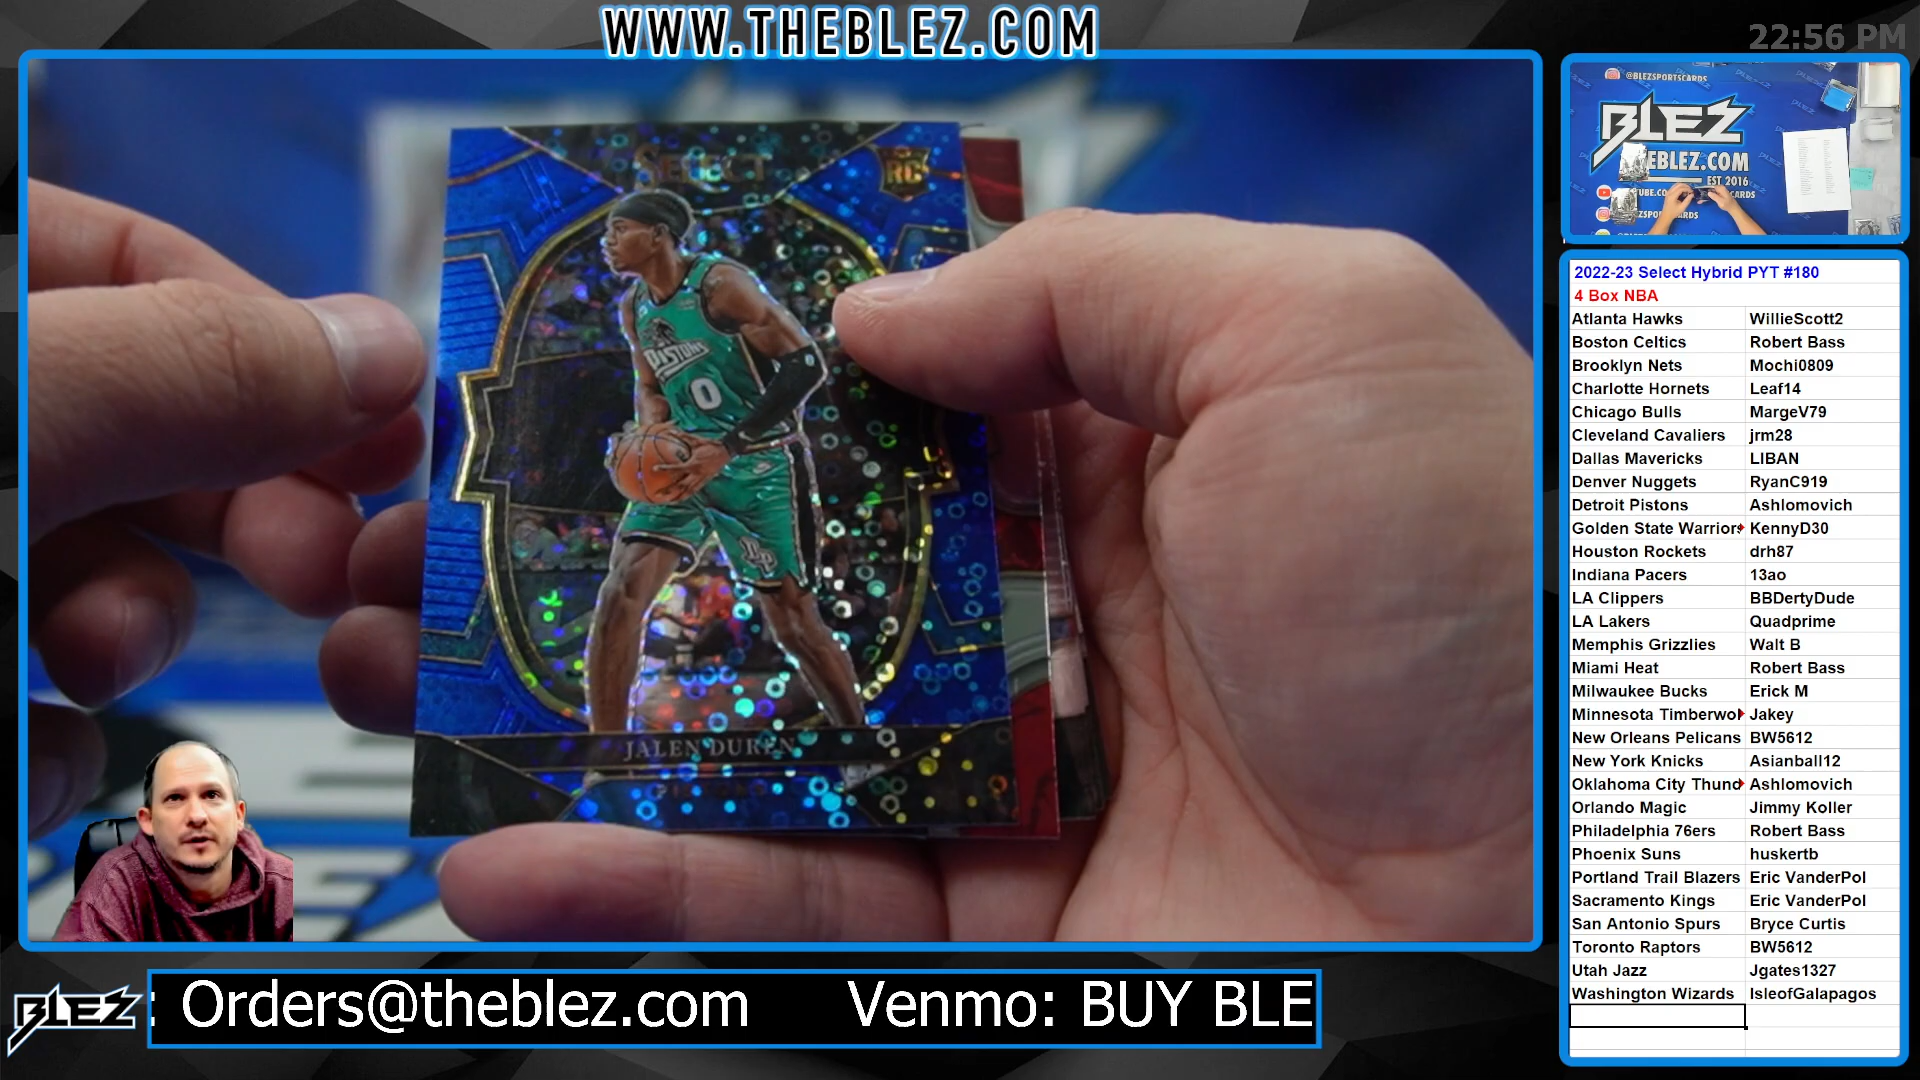 WWW.THEBLEZ.COM
22:56 PM
SELECT
RC
PISTONS
0
DP
JALEN DUREN
PISTONS
@BLEZSPORTSCARDS
BLEZ
EBLEZ.COM
EST 2016
2022-23 Select Hybrid PYT #180
4 Box NBA
Atlanta Hawks WillieScott2
Boston Celtics Robert Bass
Brooklyn Nets Mochi0809
Charlotte Hornets Leaf14
Chicago Bulls MargeV79
Cleveland Cavaliers jrm28
Dallas Mavericks LIBAN
Denver Nuggets RyanC919
Detroit Pistons Ashlomovich
Golden State Warriors KennyD30
Houston Rockets drh87
Indiana Pacers 13ao
LA Clippers BBDertyDude
LA Lakers Quadprime
Memphis Grizzlies Walt B
Miami Heat Robert Bass
Milwaukee Bucks Erick M
Minnesota Timberwol Jakey
New Orleans Pelicans BW5612
New York Knicks Asianball12
Oklahoma City Thund Ashlomovich
Orlando Magic Jimmy Koller
Philadelphia 76ers Robert Bass
Phoenix Suns huskertb
Portland Trail Blazers Eric VanderPol
Sacramento Kings Eric VanderPol
San Antonio Spurs Bryce Curtis
Toronto Raptors BW5612
Utah Jazz Jgates1327
Washington Wizards IsleofGalapagos
BLEZ
: Orders@theblez.com Venmo: BUY BLE